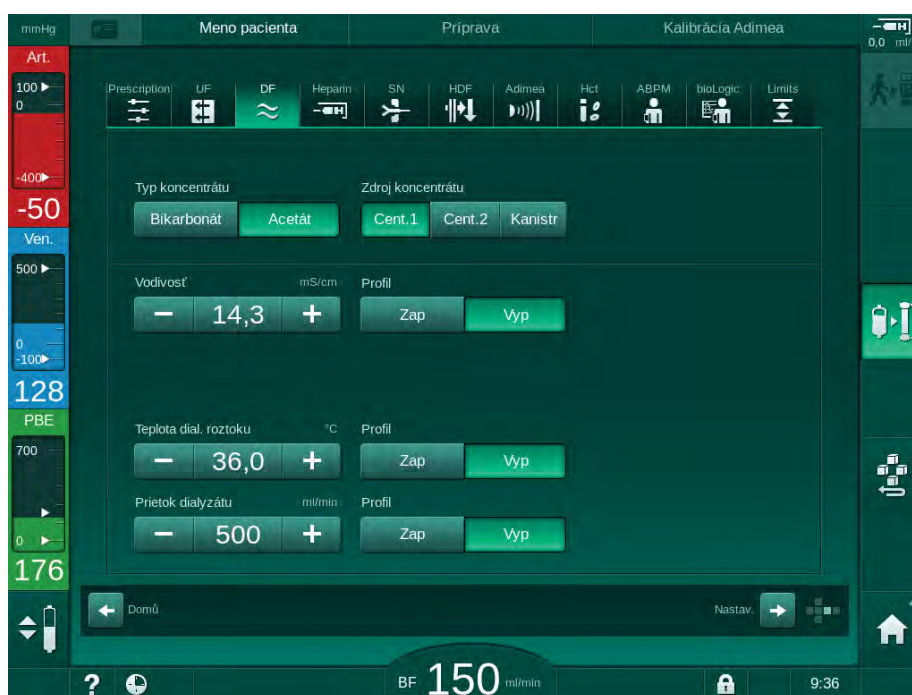 mmHg Meno pacienta Príprava Kalibrácia Adimea
0,0 ml/
Art.
100
0
-400
-50
Ven.
500
0
-100
128
PBE
700
0
176
Prescription UF DF Heparin SN HDF Adimea Hct ABPM bioLogic Limits
Typ koncentrátu Zdroj koncentrátu
Bikarbonát Acetát Cent.1 Cent.2 Kanistr
Vodivosť mS/cm Profil
− 14,3 + Zap Vyp
Teplota dial. roztoku °C Profil
− 36,0 + Zap Vyp
Prietok dialyzátu ml/min Profil
− 500 + Zap Vyp
Domů Nastav.
? BF 150 ml/min 9:36